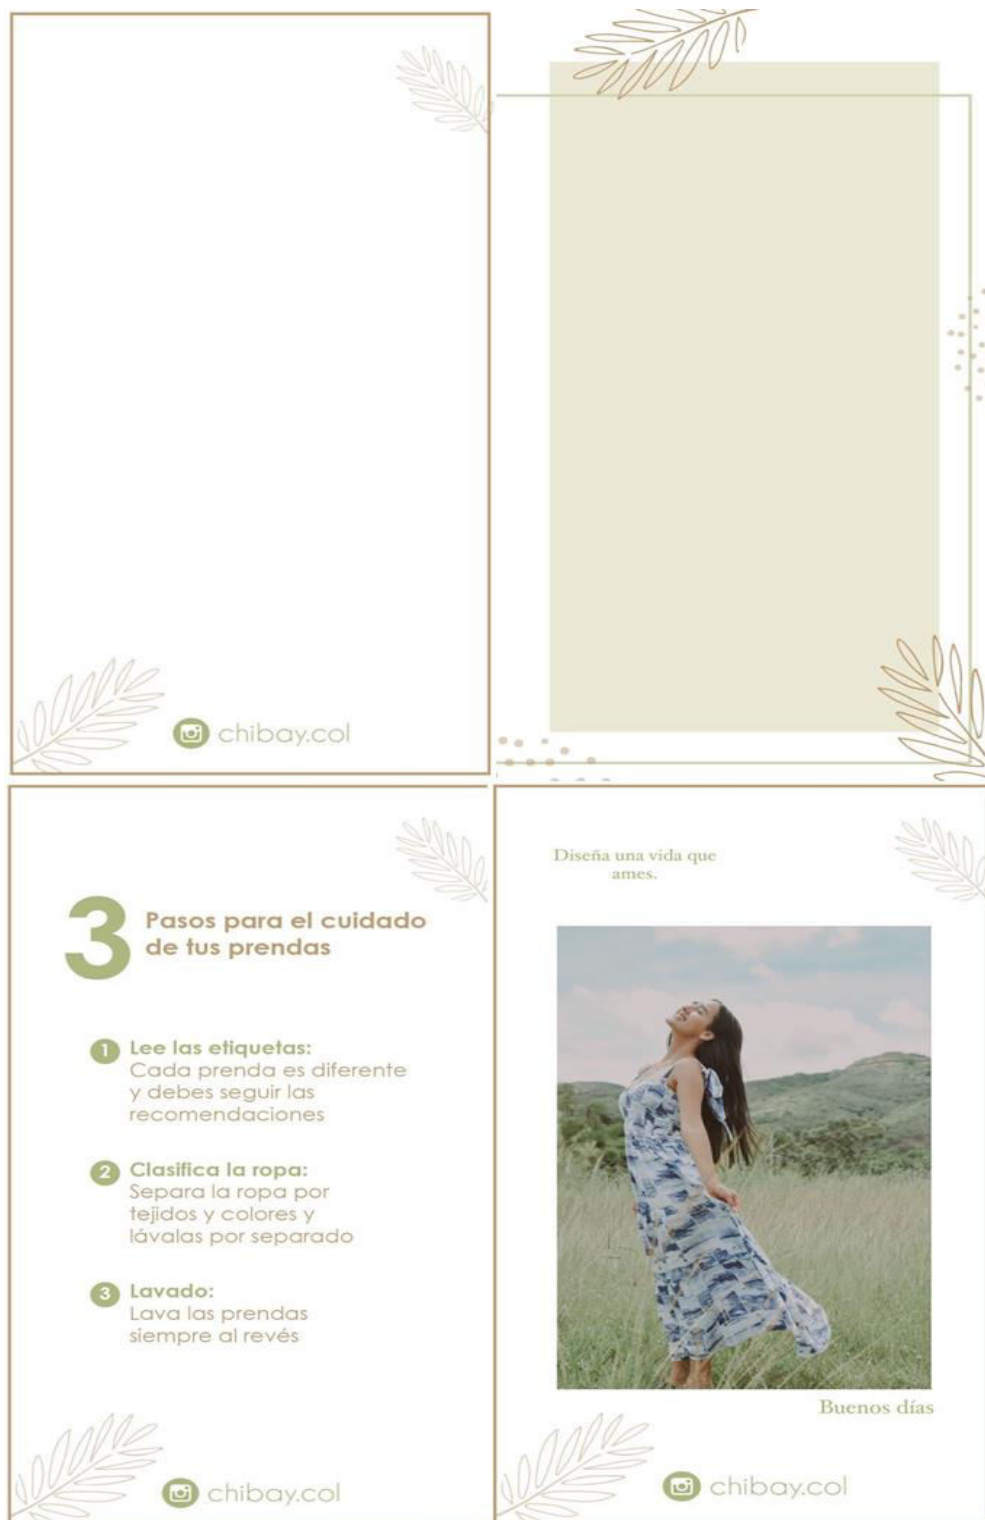 chibay.col
3
Pasos para el cuidado
de tus prendas
1 Lee las etiquetas:
Cada prenda es diferente
y debes seguir las
recomendaciones
2 Clasifica la ropa:
Separa la ropa por
tejidos y colores y
lávalas por separado
3 Lavado:
Lava las prendas
siempre al revés
chibay.col
Diseña una vida que
ames.
Buenos días
chibay.col